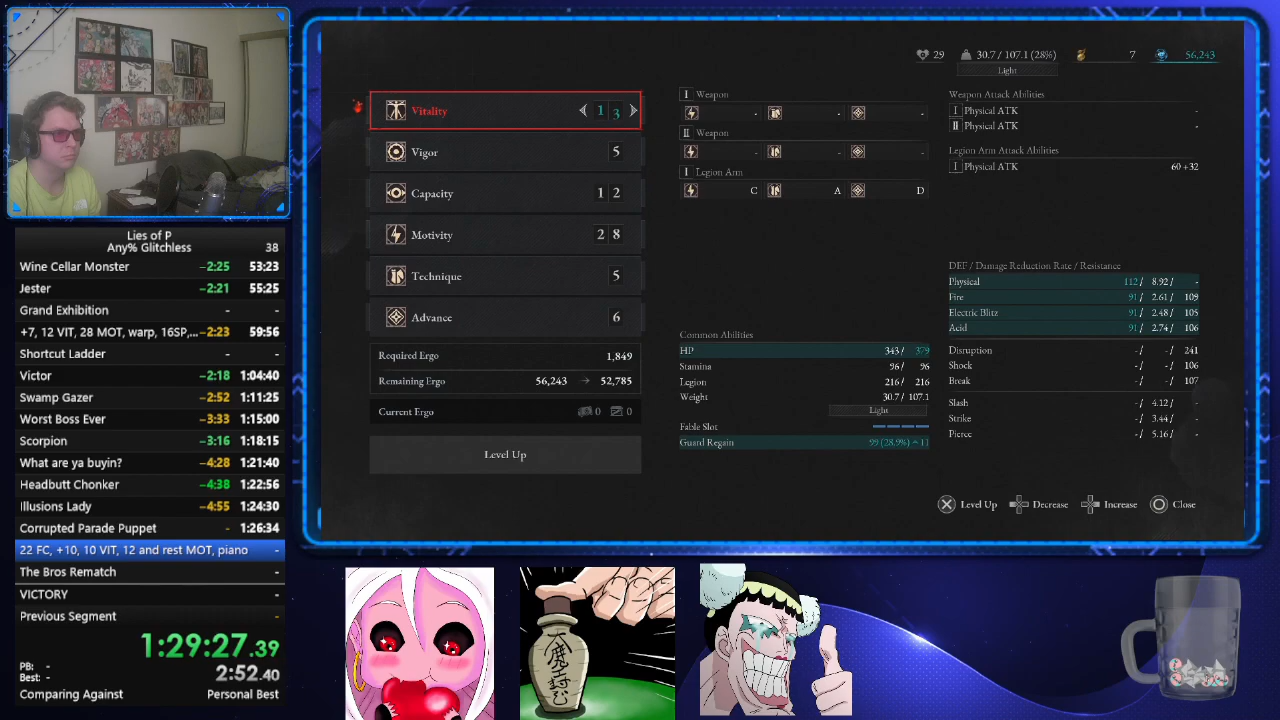 Lies of P
Any% Glitchless 38
Wine Cellar Monster -2:25 53:23
Jester -2:21 55:25
Grand Exhibition - -
+7, 12 VIT, 28 MOT, warp, 16SP,... -2:23 59:56
Shortcut Ladder - -
Victor -2:18 1:04:40
Swamp Gazer -2:52 1:11:25
Worst Boss Ever -3:33 1:15:00
Scorpion -3:16 1:18:15
What are ya buyin? -4:28 1:21:40
Headbutt Chonker -4:38 1:22:56
Illusions Lady -4:55 1:24:30
Corrupted Parade Puppet - 1:26:34
22 FC, +10, 10 VIT, 12 and rest MOT, piano -
The Bros Rematch -
VICTORY -
Previous Segment -
1:29:27.39
PB: -
Best: - 2:52.40
Comparing Against Personal Best
29 30.7 / 107.1 (28%) 7 56,243
Light
Vitality 1 3
Vigor 5
Capacity 1 2
Motivity 2 8
Technique 5
Advance 6
Required Ergo 1,849
Remaining Ergo 56,243 → 52,785
Current Ergo 0 0
Level Up
I Weapon
- - -
II Weapon
- - -
I Legion Arm
C A D
Common Abilities
HP 343 / 379
Stamina 96 / 96
Legion 216 / 216
Weight 30.7 / 107.1
Light
Fable Slot
Guard Regain 99 (28.9%) 11
Weapon Attack Abilities
I Physical ATK -
II Physical ATK -
Legion Arm Attack Abilities
I Physical ATK 60 +32
DEF / Damage Reduction Rate / Resistance
Physical 112 / 8.92 / -
Fire 91 / 2.61 / 109
Electric Blitz 91 / 2.48 / 105
Acid 91 / 2.74 / 106
Disruption - / - / 241
Shock - / - / 106
Break - / - / 107
Slash - / 4.12 / -
Strike - / 3.44 / -
Pierce - / 5.16 / -
Level Up Decrease Increase Close